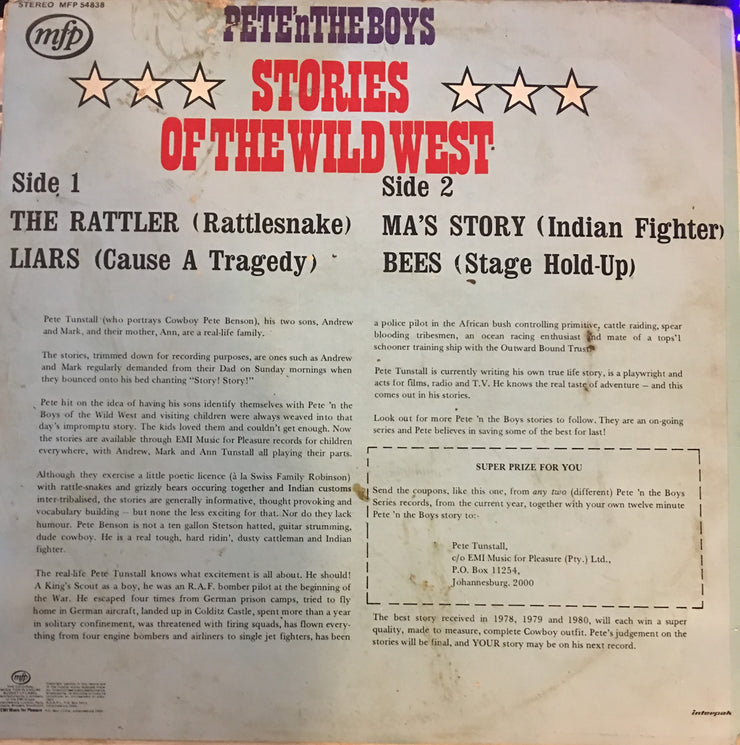 STEREO MFP 54838
mfp
PETE'nTHE BOYS
STORIES
OF THE WILD WEST
Side 1
THE RATTLER (Rattlesnake)
LIARS (Cause A Tragedy)
Side 2
MA'S STORY (Indian Fighter)
BEES (Stage Hold-Up)
Pete Tunstall (who portrays Cowboy Pete Benson), his two sons, Andrew
and Mark, and their mother, Ann, are a real-life family.
The stories, trimmed down for recording purposes, are ones such as Andrew
and Mark regularly demanded from their Dad on Sunday mornings when
they bounced onto his bed chanting "Story! Story!"
Pete hit on the idea of having his sons identify themselves with Pete 'n the
Boys of the Wild West and visiting children were always weaved into that
day's impromptu story. The kids loved them and couldn't get enough. Now
the stories are available through EMI Music for Pleasure records for children
everywhere, with Andrew, Mark and Ann Tunstall all playing their parts.
Although they exercise a little poetic licence (à la Swiss Family Robinson)
with rattle-snakes and grizzly bears occuring together and Indian customs
inter-tribalised, the stories are generally informative, thought provoking and
vocabulary building – but none the less exciting for that. Nor do they lack
humour. Pete Benson is not a ten gallon Stetson hatted, guitar strumming,
dude cowboy. He is a real tough, hard ridin', dusty cattleman and Indian
fighter.
The real-life Pete Tunstall knows what excitement is all about. He should!
A King's Scout as a boy, he was an R.A.F. bomber pilot at the beginning of
the War. He escaped four times from German prison camps, tried to fly
home in German aircraft, landed up in Colditz Castle, spent more than a year
in solitary confinement, was threatened with firing squads, has flown every-
thing from four engine bombers and airliners to single jet fighters, has been
a police pilot in the African bush controlling primitive, cattle raiding, spear
blooding tribesmen, an ocean racing enthusiast and mate of a tops'l
schooner training ship with the Outward Bound Trust.
Pete Tunstall is currently writing his own true life story, is a playwright and
acts for films, radio and T.V. He knows the real taste of adventure – and this
comes out in his stories.
Look out for more Pete 'n the Boys stories to follow. They are an on-going
series and Pete believes in saving some of the best for last!
SUPER PRIZE FOR YOU
Send the coupons, like this one, from any two (different) Pete 'n the Boys
Series records, from the current year, together with your own twelve minute
Pete 'n the Boys story to:-
Pete Tunstall,
c/o EMI Music for Pleasure (Pty.) Ltd.,
P.O. Box 11254,
Johannesburg. 2000
The best story received in 1978, 1979 and 1980, will each win a super
quality, made to measure, complete Cowboy outfit. Pete's judgement on the
stories will be final, and YOUR story may be on his next record.
mfp
EMI Music for Pleasure
interpak